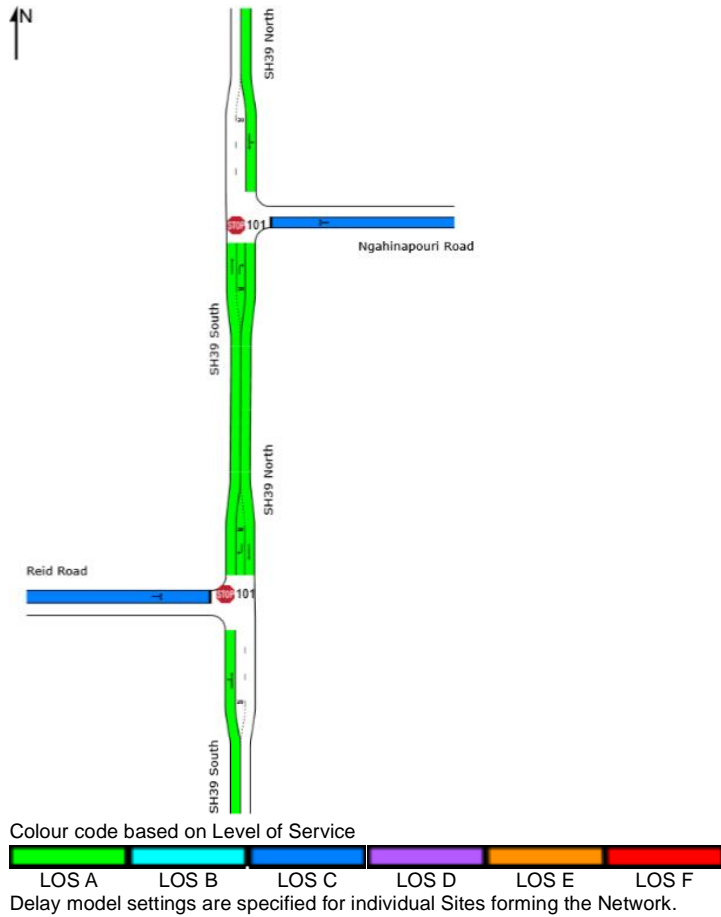 N
SH39 North
STOP 101
Ngahinapouri Road
SH39 South
SH39 North
Reid Road
STOP 101
SH39 South
Colour code based on Level of Service
LOS A LOS B LOS C LOS D LOS E LOS F
Delay model settings are specified for individual Sites forming the Network.